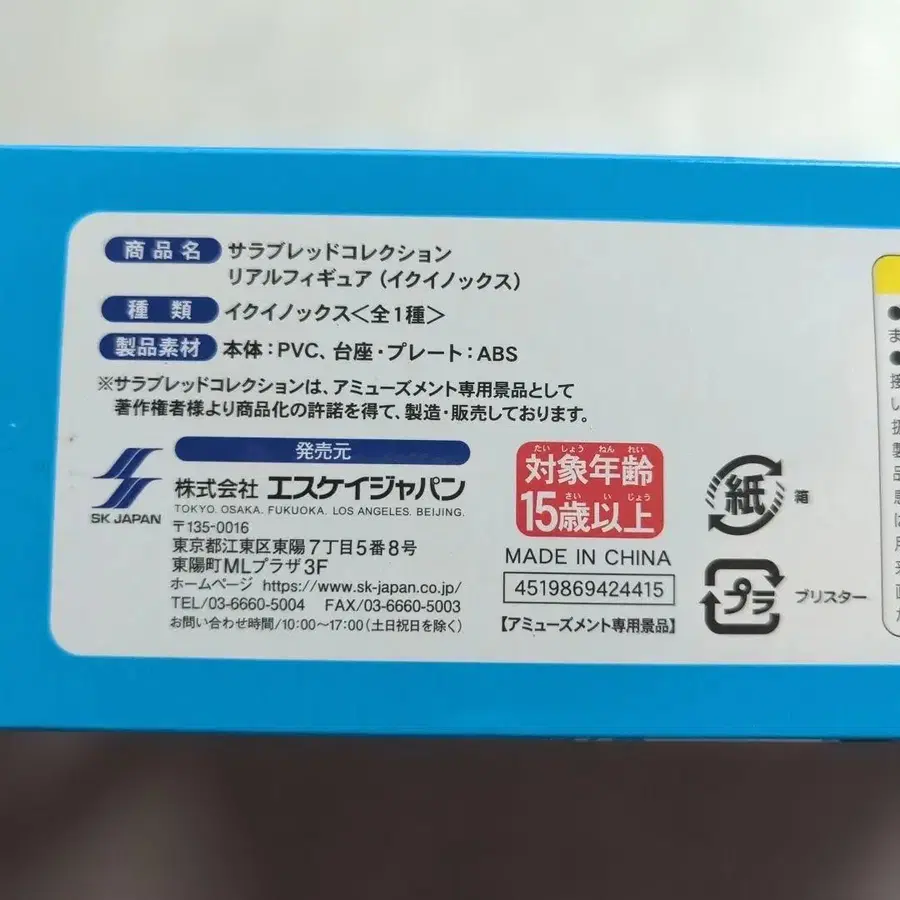 商品名 サラブレッドコレクション
リアルフィギュア(イクイノックス)
種類 イクイノックス<全1種>
製品素材 本体:PVC、台座・プレート:ABS
※サラブレッドコレクションは、アミューズメント専用景品として
著作権者様より商品化の許諾を得て、製造・販売しております。
SK JAPAN
発売元
株式会社 エスケイジャパン
TOKYO. OSAKA. FUKUOKA. LOS ANGELES. BEIJING.
〒135-0016
東京都江東区東陽7丁目5番8号
東陽町MLプラザ3F
ホームページ https://www.sk-japan.co.jp/
TEL/03-6660-5004 FAX/03-6660-5003
お問い合わせ時間/10:00〜17:00(土日祝日を除く)
たいしょうねんれい
対象年齢
さいいじょう
15歳以上
MADE IN CHINA
4519869424415
【アミューズメント専用景品】
紙 箱
プラ ブリスター